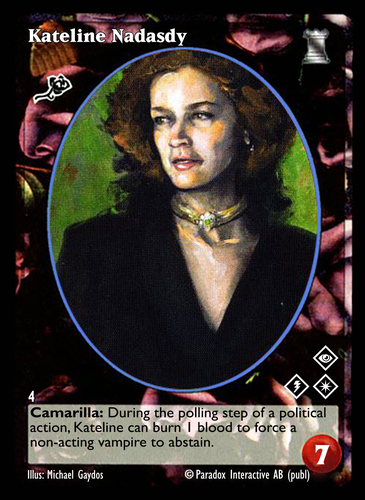 Kateline Nadasdy
4
Camarilla: During the polling step of a political
action, Kateline can burn 1 blood to force a
non-acting vampire to abstain.
7
Illus: Michael Gaydos © Paradox Interactive AB (publ)